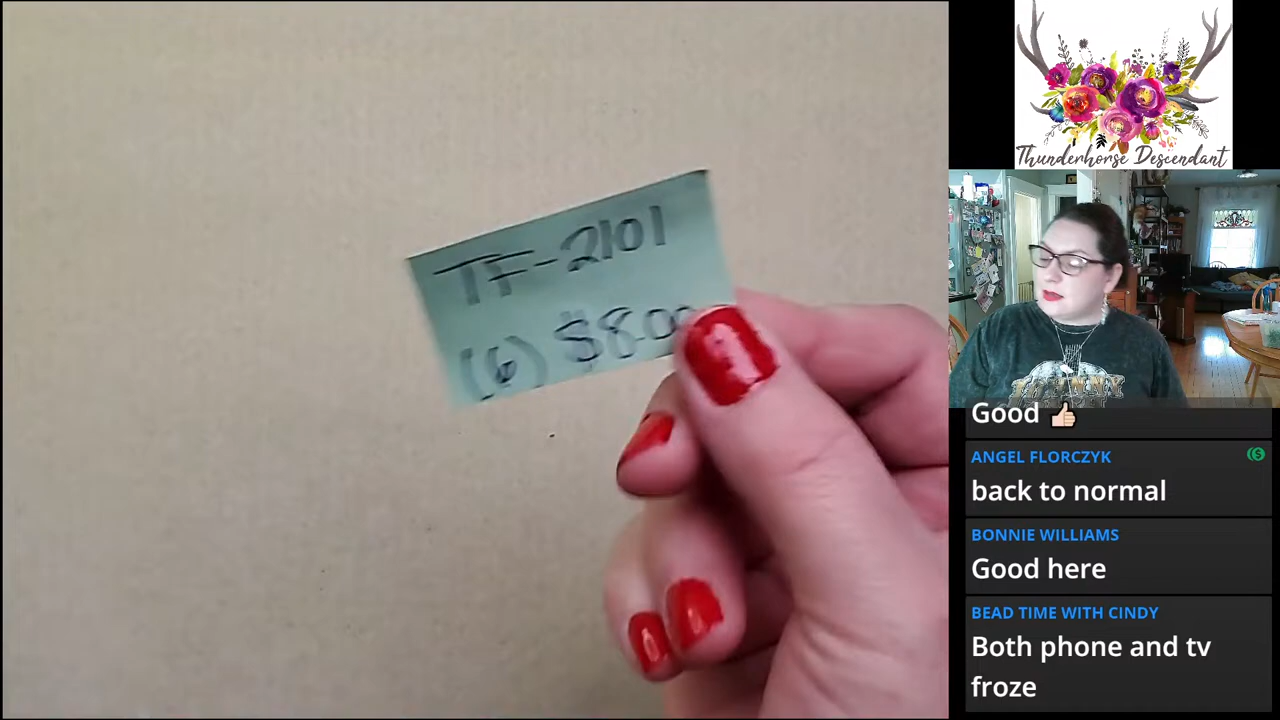 TF-2101
(6) $8.00
Thunderhorse Descendant
Good 👍🏻
ANGEL FLORCZYK
back to normal
BONNIE WILLIAMS
Good here
BEAD TIME WITH CINDY
Both phone and tv
froze